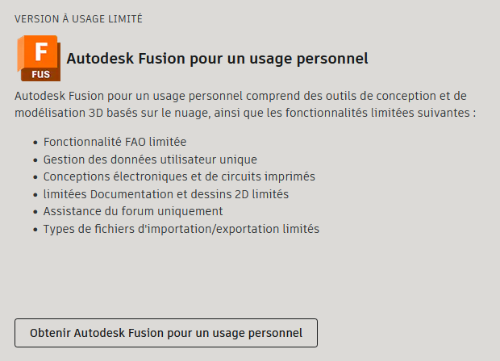 VERSION À USAGE LIMITÉ
F
FUS
Autodesk Fusion pour un usage personnel
Autodesk Fusion pour un usage personnel comprend des outils de conception et de
modélisation 3D basés sur le nuage, ainsi que les fonctionnalités limitées suivantes :
• Fonctionnalité FAO limitée
• Gestion des données utilisateur unique
• Conceptions électroniques et de circuits imprimés
• limitées Documentation et dessins 2D limités
• Assistance du forum uniquement
• Types de fichiers d'importation/exportation limités
Obtenir Autodesk Fusion pour un usage personnel